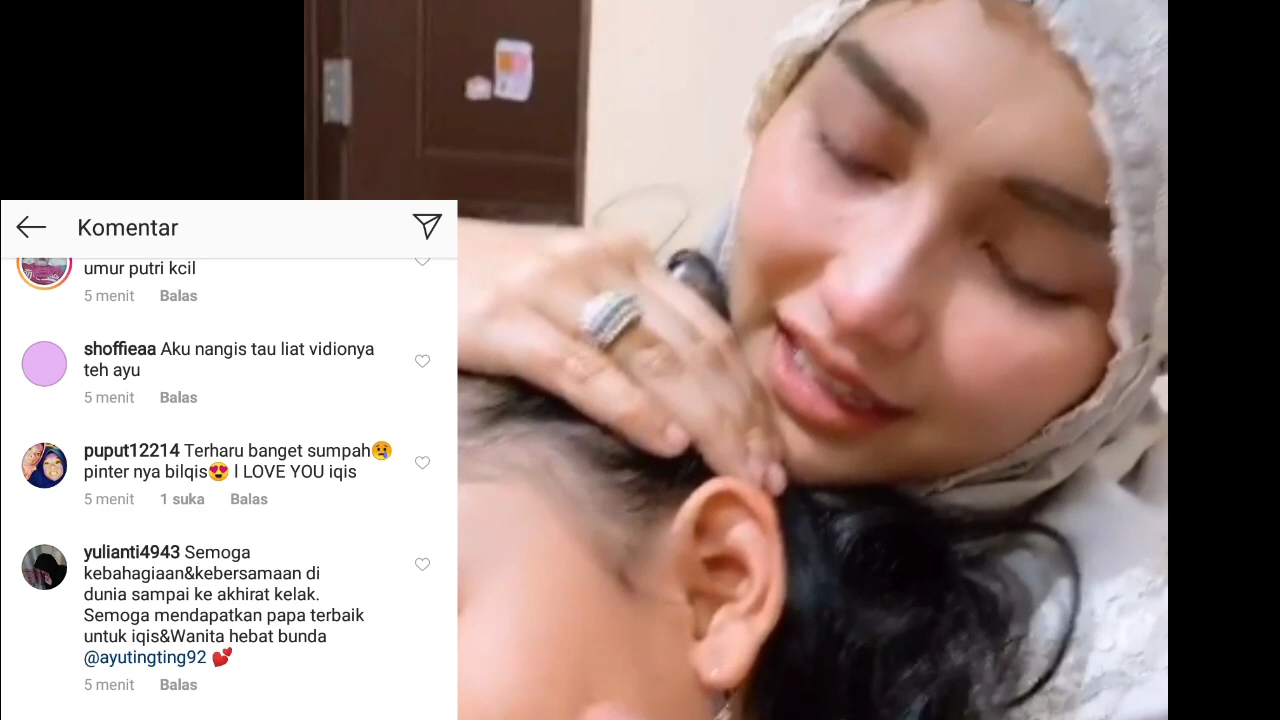 Komentar
umur putri kcil
5 menit Balas
shoffieaa Aku nangis tau liat vidionya
teh ayu
5 menit Balas
puput12214 Terharu banget sumpah😢
pinter nya bilqis😍 I LOVE YOU iqis
5 menit 1 suka Balas
yulianti4943 Semoga
kebahagiaan&kebersamaan di
dunia sampai ke akhirat kelak.
Semoga mendapatkan papa terbaik
untuk iqis&Wanita hebat bunda
@ayutingting92 💕
5 menit Balas